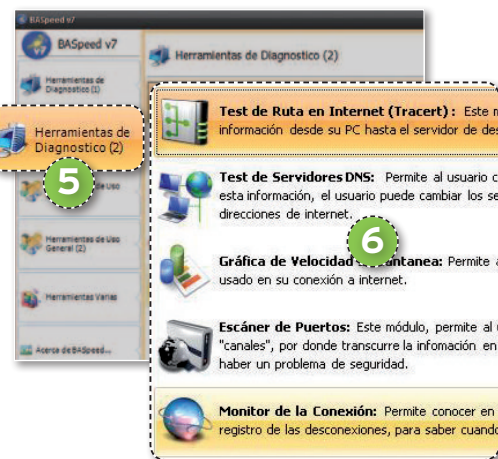 BASpeed v7
BASpeed v7
Herramientas de Diagnostico (2)
Herramientas de
Diagnostico (1)
Herramientas de
Diagnostico (2)
5
de Uso
Herramientas de Uso
General (2)
Herramientas Varias
Acerca de BASpeed...
Test de Ruta en Internet (Tracert): Este m
información desde su PC hasta el servidor de des
Test de Servidores DNS: Permite al usuario c
esta información, el usuario puede cambiar los se
direcciones de internet.
6
Gráfica de Velocidad ntanea: Permite a
usado en su conexión a internet.
Escáner de Puertos: Este módulo, permite al u
"canales", por donde transcurre la infomación en
haber un problema de seguridad.
Monitor de la Conexión: Permite conocer en
registro de las desconexiones, para saber cuando